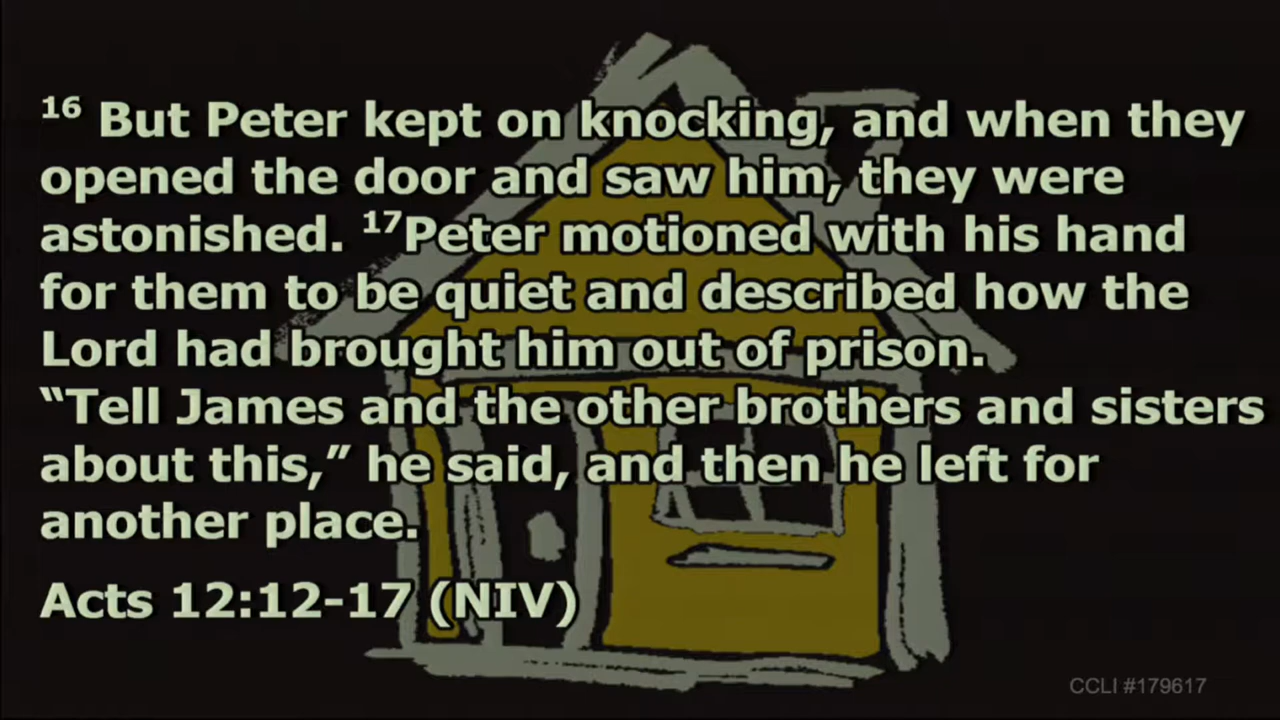 16 But Peter kept on knocking, and when they
opened the door and saw him, they were
astonished. 17Peter motioned with his hand
for them to be quiet and described how the
Lord had brought him out of prison.
“Tell James and the other brothers and sisters
about this,” he said, and then he left for
another place.
Acts 12:12-17 (NIV)
CCLI #179617